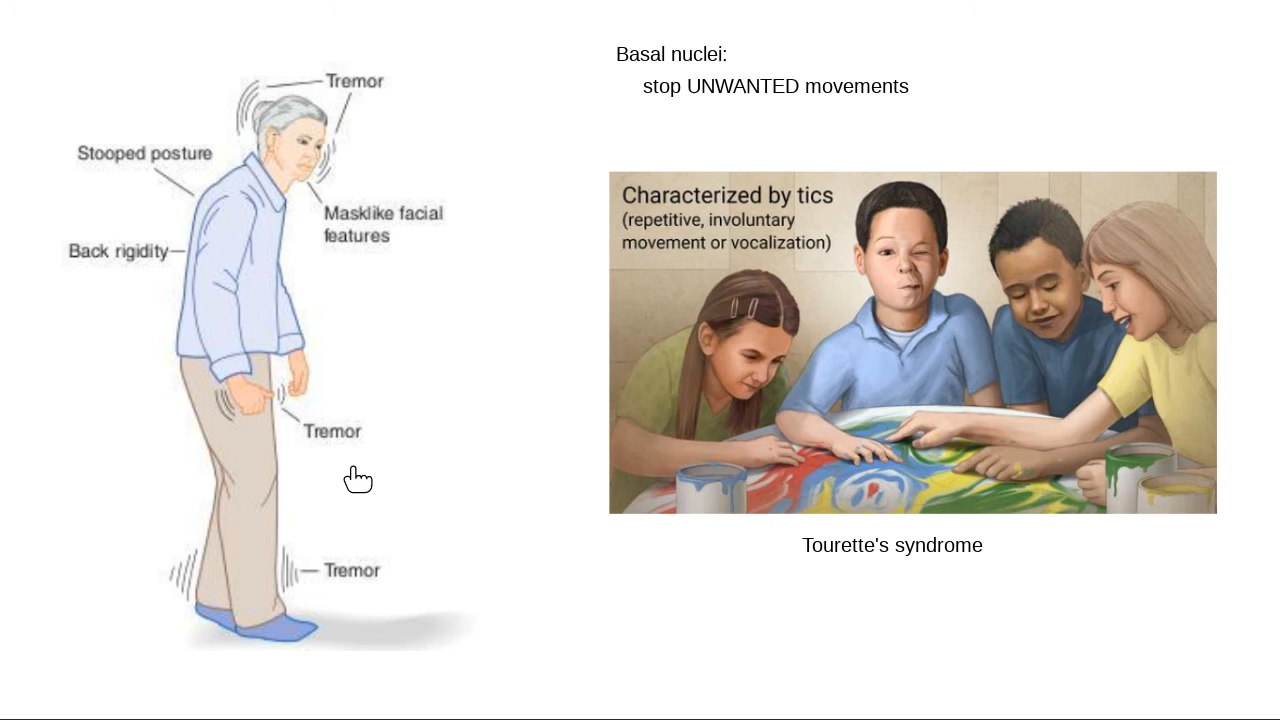 Tremor
Stooped posture
Masklike facial
features
Back rigidity
Tremor
Tremor
Basal nuclei:
stop UNWANTED movements
Characterized by tics
(repetitive, involuntary
movement or vocalization)
Tourette's syndrome